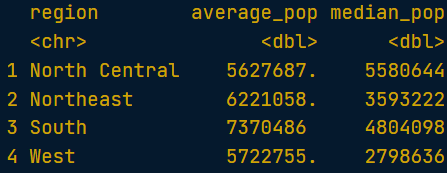 region average_pop median_pop
<chr> <dbl> <dbl>
1 North Central 5627687. 5580644
2 Northeast 6221058. 3593222
3 South 7370486 4804098
4 West 5722755. 2798636